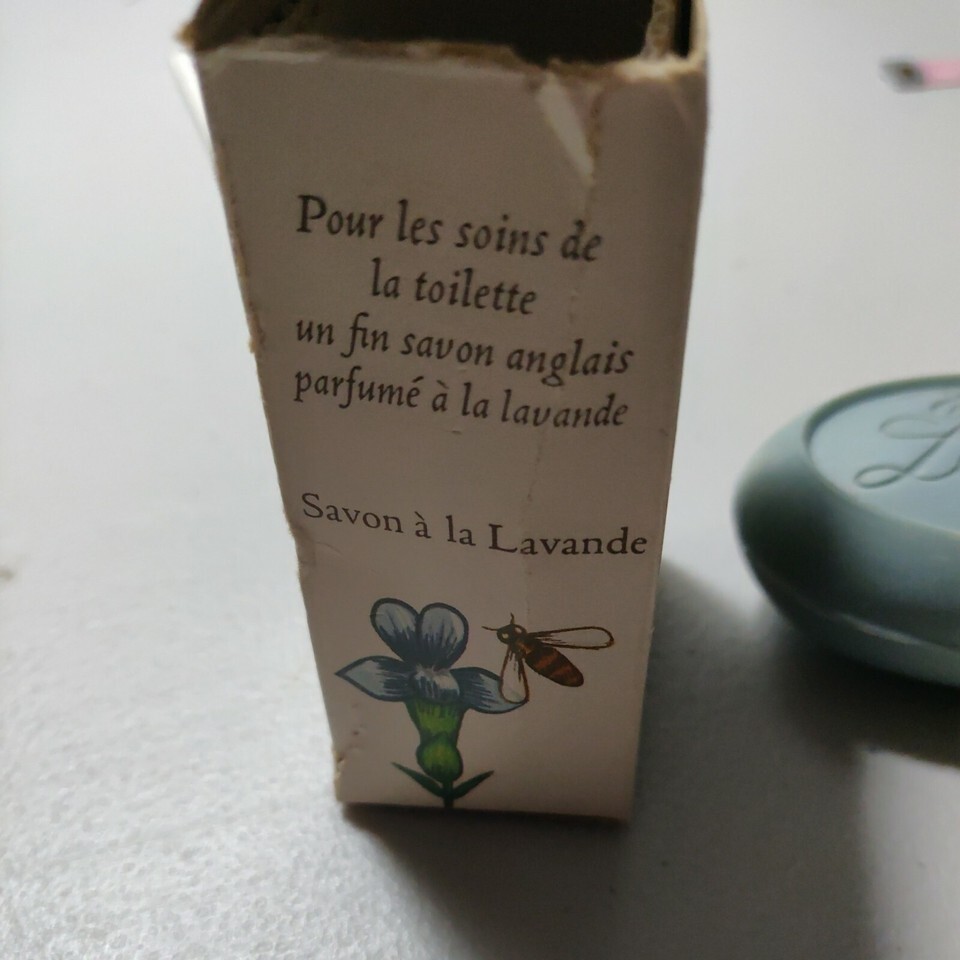 Pour les soins de
la toilette
un fin savon anglais
parfumé à la lavande
Savon à la Lavande